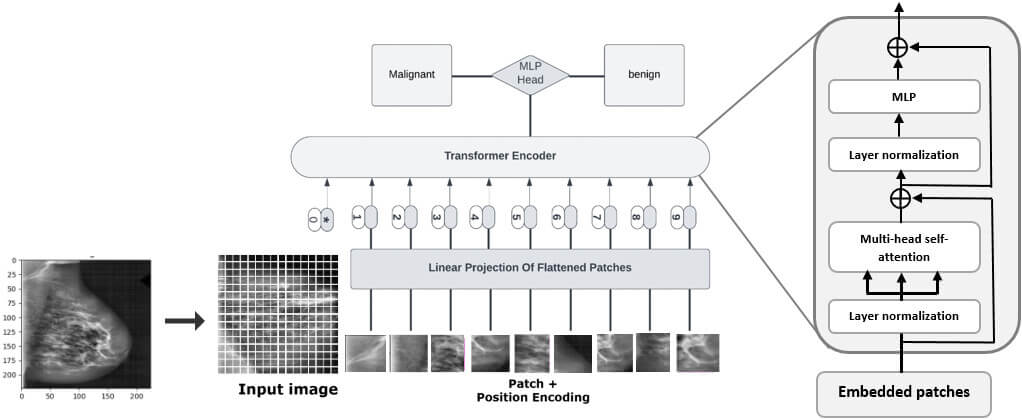 MLP
Head
Malignant
benign
Transformer Encoder
0 * 1 2 3 4 5 6 7 8 9
Linear Projection Of Flattened Patches
0
25
50
75
100
125
150
175
200
0 50 100 150 200
Input image
Patch +
Position Encoding
MLP
Layer normalization
Multi-head self-
attention
Layer normalization
Embedded patches